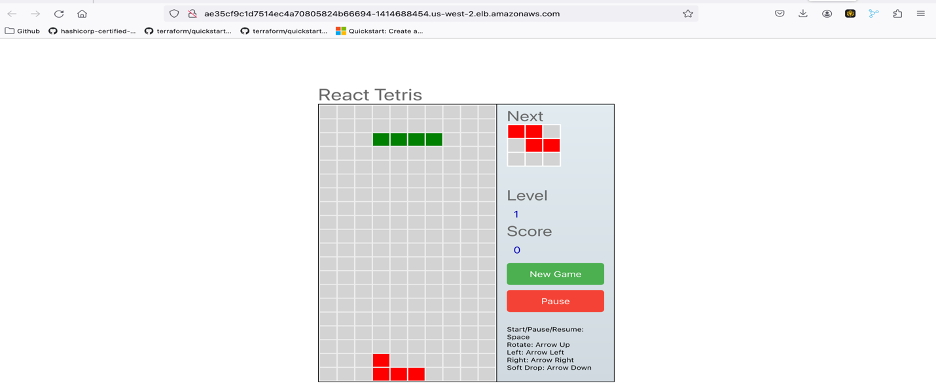 ae35cf9c1d7514ec4a70805824b66694-1414688454.us-west-2.elb.amazonaws.com
Github
hashicorp-certified-...
terraform/quickstart...
terraform/quickstart...
Quickstart: Create a...
React Tetris
Next
Level
1
Score
0
New Game
Pause
Start/Pause/Resume:
Space
Rotate: Arrow Up
Left: Arrow Left
Right: Arrow Right
Soft Drop: Arrow Down